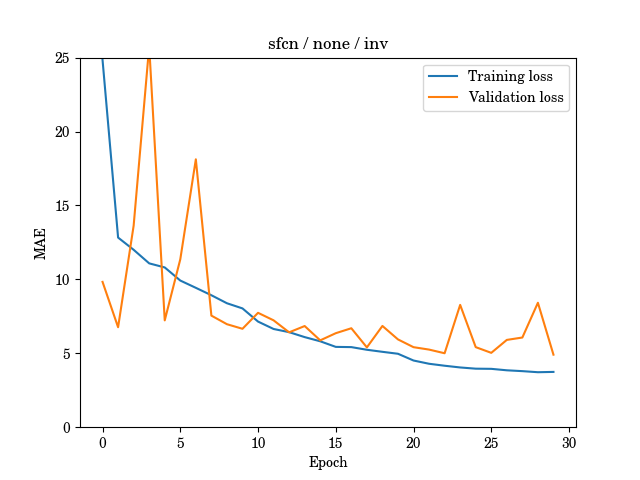 sfcn / none / inv
Training loss
Validation loss
25
20
15
10
5
0
MAE
0 5 10 15 20 25 30
Epoch